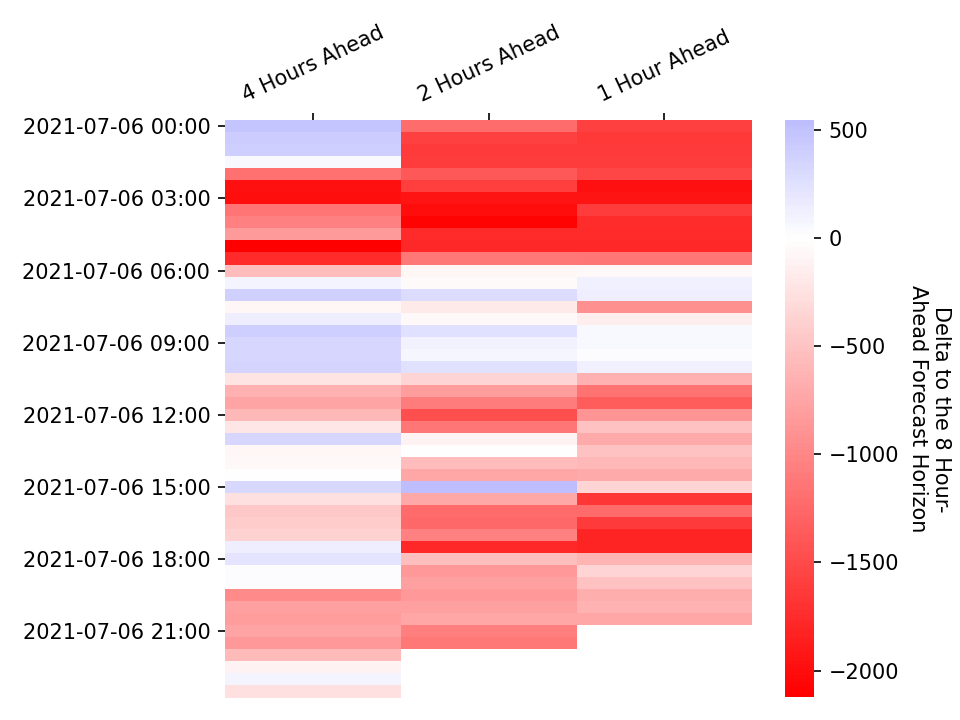 4 Hours Ahead
2 Hours Ahead
1 Hour Ahead
2021-07-06 00:00
2021-07-06 03:00
2021-07-06 06:00
2021-07-06 09:00
2021-07-06 12:00
2021-07-06 15:00
2021-07-06 18:00
2021-07-06 21:00
500
0
−500
−1000
−1500
−2000
Delta to the 8 Hour-
Ahead Forecast Horizon